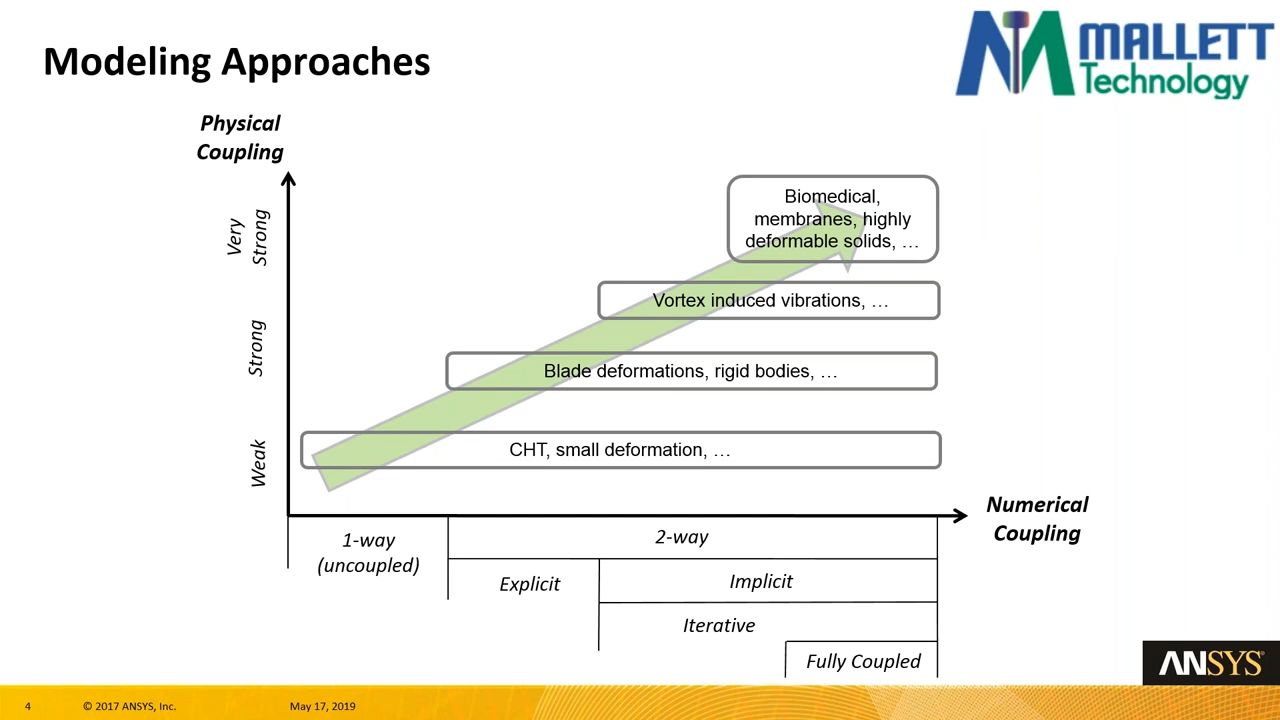 Modeling Approaches
MALLETT
Technology
Physical
Coupling
Very
Strong
Strong
Weak
Biomedical,
membranes, highly
deformable solids, …
Vortex induced vibrations, …
Blade deformations, rigid bodies, …
CHT, small deformation, …
Numerical
Coupling
1-way
(uncoupled)
2-way
Explicit
Implicit
Iterative
Fully Coupled
ANSYS®
4
© 2017 ANSYS, Inc.
May 17, 2019